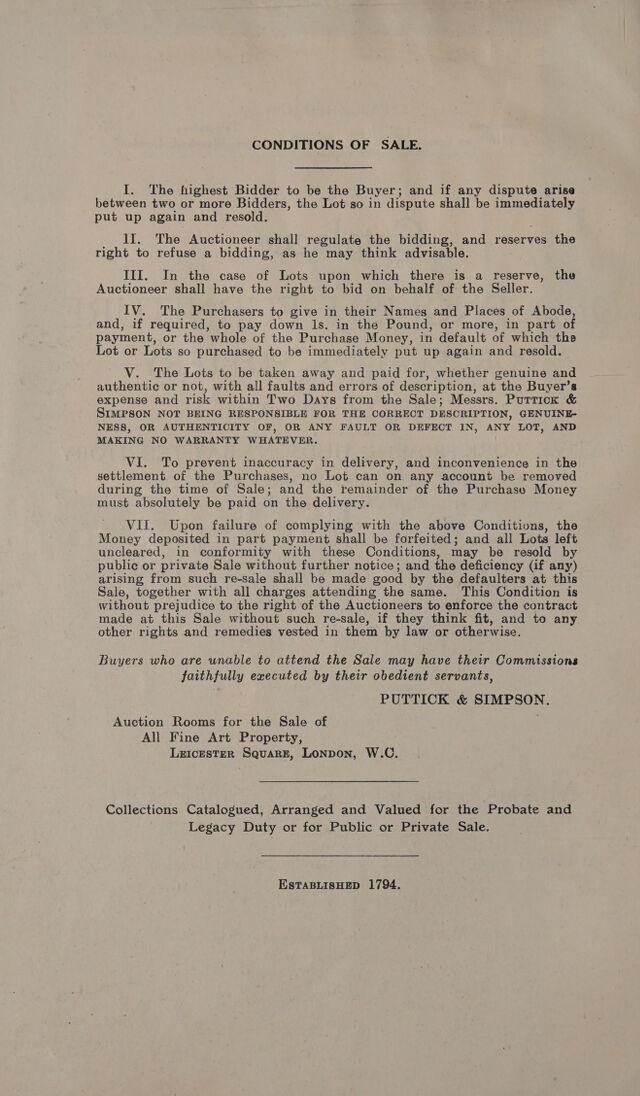 CONDITIONS OF SALE.
I. The highest Bidder to be the Buyer; and if any dispute arise
between two or more Bidders, the Lot so in dispute shall be immediately
put up again and resold.
II. The Auctioneer shall regulate the bidding, and reserves the
right to refuse a bidding, as he may think advisable.
III. In the case of Lots upon which there is a reserve, the
Auctioneer shall have the right to bid on behalf of the Seller.
IV. The Purchasers to give in their Names and Places of Abode,
and, if required, to pay down 1s. in the Pound, or more, in part of
payment, or the whole of the Purchase Money, in default of which the
Lot or Lots so purchased to be immediately put up again and resold.
V. The Lots to be taken away and paid for, whether genuine and
authentic or not, with all faults and errors of description, at the Buyer's
expense and risk within Two Days from the Sale; Messrs. Puttick &
Simpson not being responsible for the correct description, genuine-
ness, or authenticity of, or any fault or defect in, any lot, and
making no warranty whatever.
VI. To prevent inaccuracy in delivery, and inconvenience in the
settlement of the Purchases, no Lot can on any account be removed
during the time of Sale; and the remainder of the Purchase Money
must absolutely be paid on the delivery.
VII. Upon failure of complying with the above Conditions, the
Money deposited in part payment shall be forfeited; and all Lots left
uncleared, in conformity with these Conditions, may be resold by
public or private Sale without further notice; and the deficiency (if any)
arising from such re-sale shall be made good by the defaulters at this
Sale, together with all charges attending the same. This Condition is
without prejudice to the right of the Auctioneers to enforce the contract
made at this Sale without such re-sale, if they think fit, and to any
other rights and remedies vested in them by law or otherwise.
Buyers who are unable to attend the Sale may have their Commissions
faithfully executed by their obedient servants,
PUTTICK & SIMPSON.
Auction Rooms for the Sale of
All Fine Art Property,
Leicester Square, London, W.C.
Collections Catalogued, Arranged and Valued for the Probate and
Legacy Duty or for Public or Private Sale.
Established 1794.